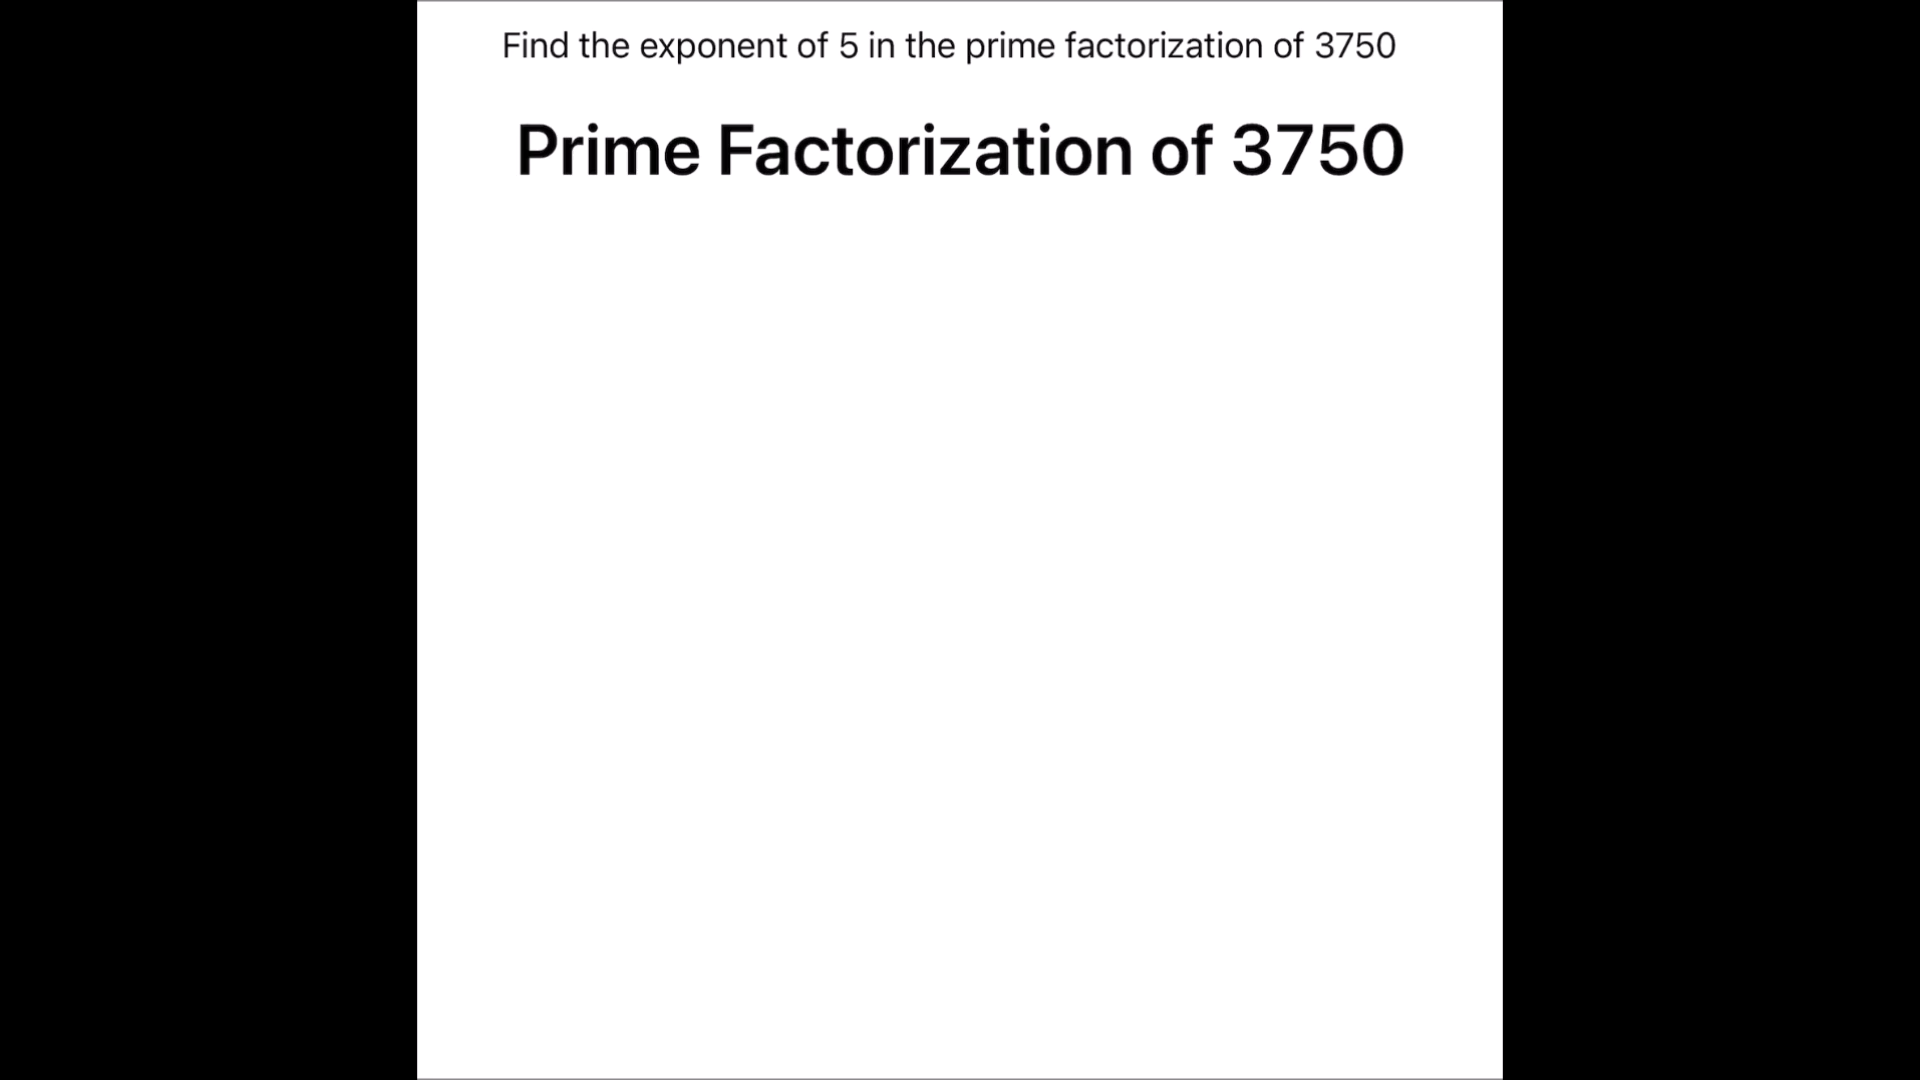 Find the exponent of 5 in the prime factorization of 3750
Prime Factorization of 3750